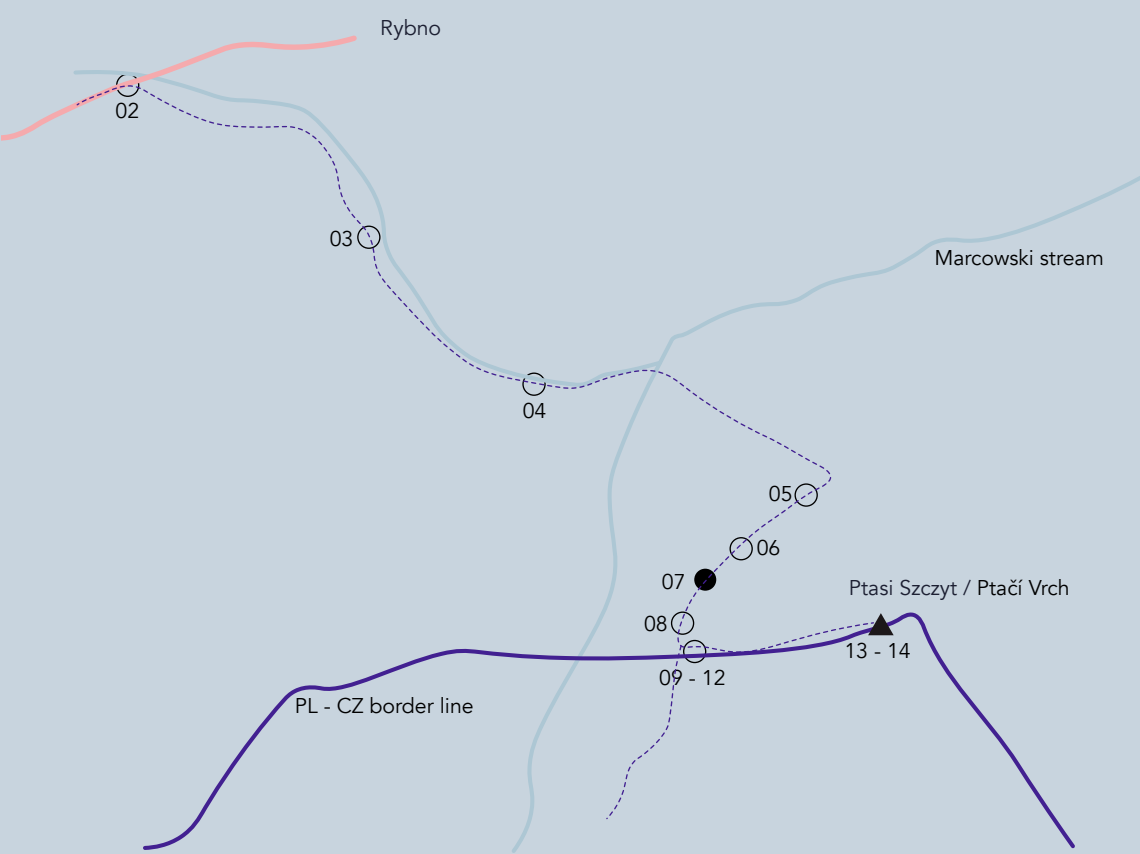 Rybno
02
03
Marcowski stream
04
05
06
07
Ptasi Szczyt / Ptačí Vrch
08
13 - 14
09 - 12
PL - CZ border line